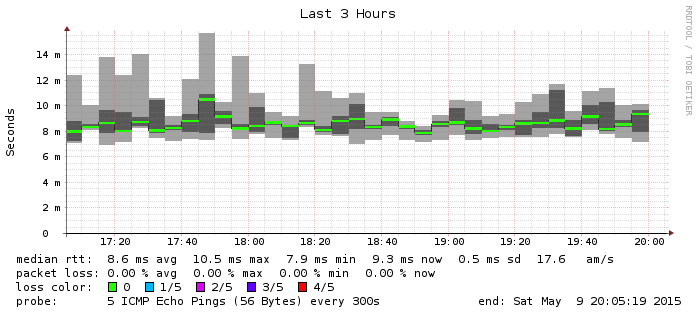 Last 3 Hours
RRDTOOL / TOBI OETIKER
Seconds
14 m
12 m
10 m
8 m
6 m
4 m
2 m
0
17:20 17:40 18:00 18:20 18:40 19:00 19:20 19:40 20:00
median rtt: 8.6 ms avg 10.5 ms max 7.9 ms min 9.3 ms now 0.5 ms sd 17.6 am/s
packet loss: 0.00 % avg 0.00 % max 0.00 % min 0.00 % now
loss color: 0 1/5 2/5 3/5 4/5
probe: 5 ICMP Echo Pings (56 Bytes) every 300s end: Sat May 9 20:05:19 2015